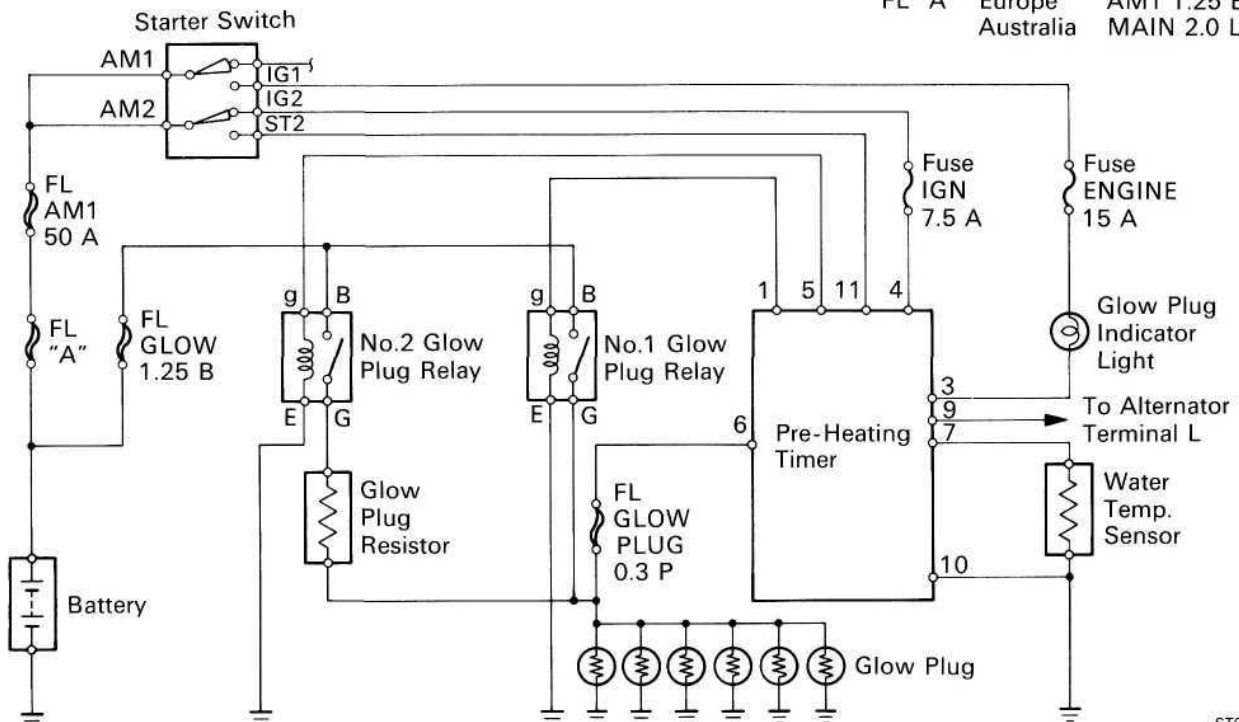 Europe AM1 1.25 B
Australia MAIN 2.0 L
Starter Switch
AM1
IG1
AM2
IG2
ST2
FL
AM1
50 A
Fuse
IGN
7.5 A
Fuse
ENGINE
15 A
g
B
g
B
1
5
11
4
FL
"A"
FL
GLOW
1.25 B
No.2 Glow
Plug Relay
No.1 Glow
Plug Relay
Glow Plug
Indicator
Light
E
G
E
G
6
Pre-Heating
Timer
3
9
7
To Alternator
Terminal L
Glow
Plug
Resistor
FL
GLOW
PLUG
0.3 P
Water
Temp.
Sensor
10
Battery
Glow Plug